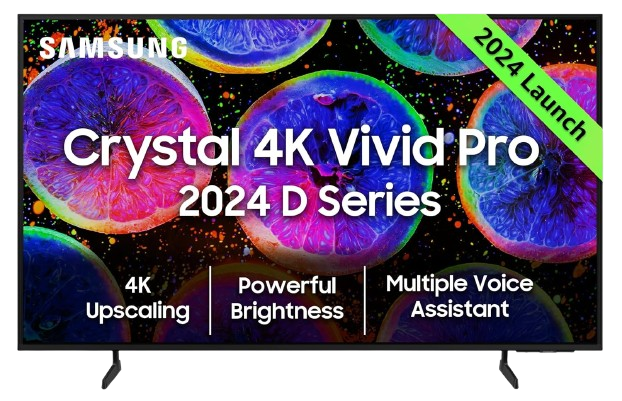 SAMSUNG
2024 Launch
Crystal 4K Vivid Pro
2024 D Series
4K
Upscaling
Powerful
Brightness
Multiple Voice
Assistant